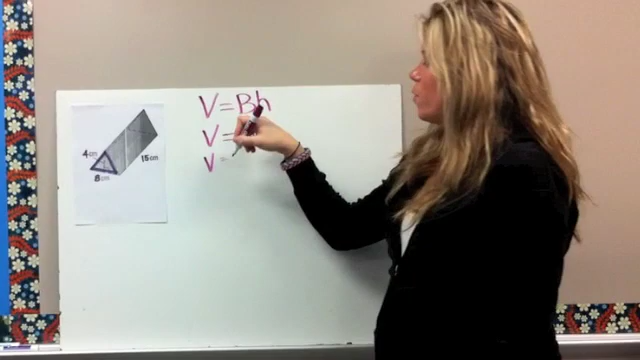 V = Bh
V =
V =
4 cm
15 cm
8 cm